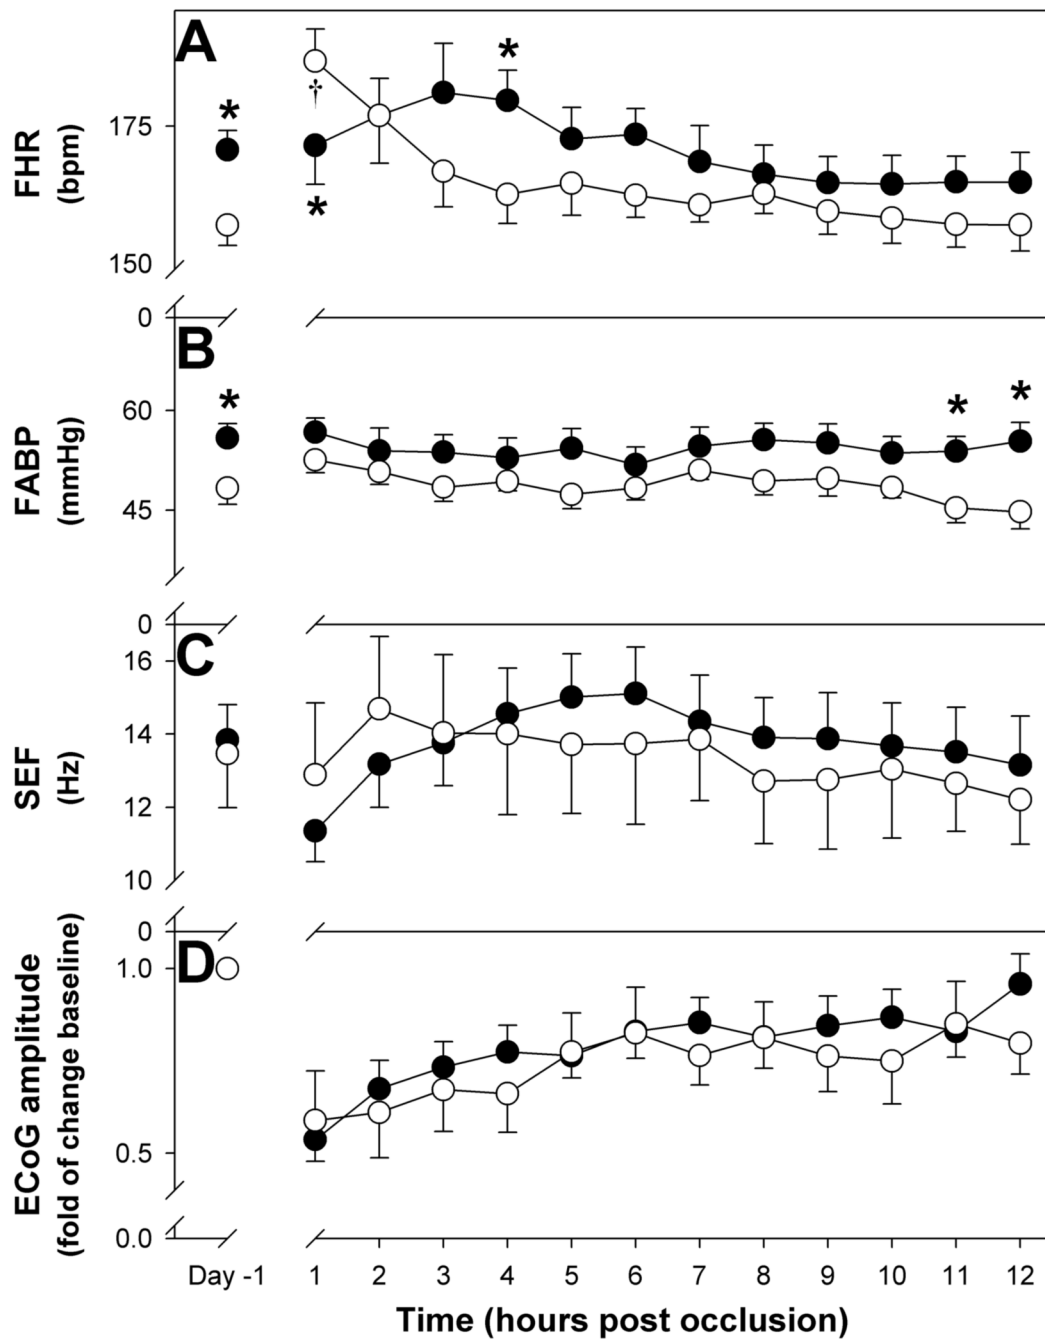 A
*
*
†
*
FHR
(bpm)
175
150
0
B
*
*
*
FABP
(mmHg)
60
45
0
C
SEF
(Hz)
16
14
12
10
0
D
ECoG amplitude
(fold of change baseline)
1.0
0.5
0.0
Day -1 1 2 3 4 5 6 7 8 9 10 11 12
Time (hours post occlusion)